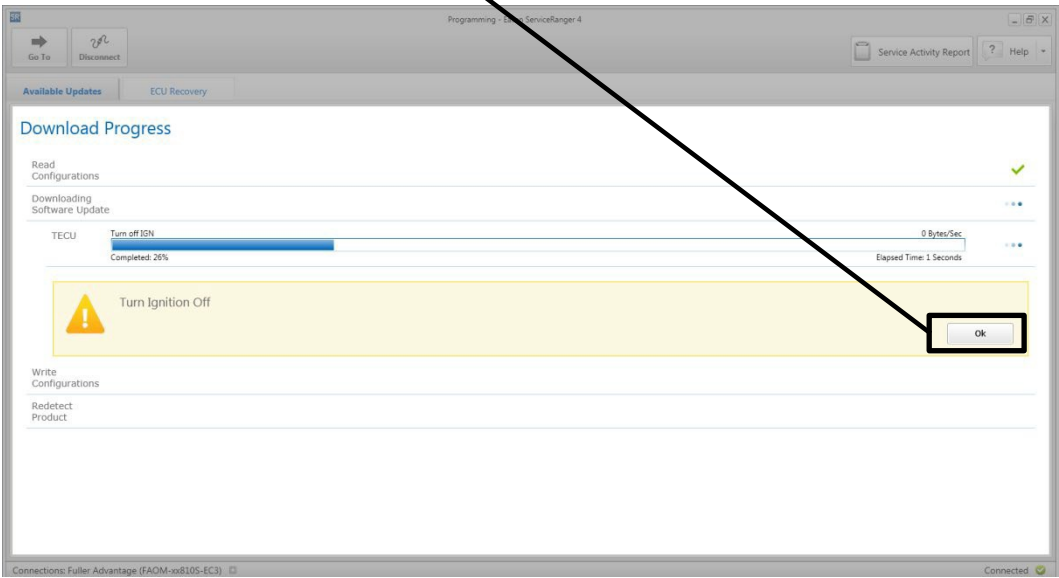 SR
Programming - Eaton ServiceRanger 4
Go To
Disconnect
Service Activity Report
? Help
Available Updates
ECU Recovery
Download Progress
Read
Configurations
Downloading
Software Update
TECU
Turn off IGN
0 Bytes/Sec
Completed: 26%
Elapsed Time: 1 Seconds
Turn Ignition Off
Ok
Write
Configurations
Redetect
Product
Connections: Fuller Advantage (FAOM-xx810S-EC3)
Connected